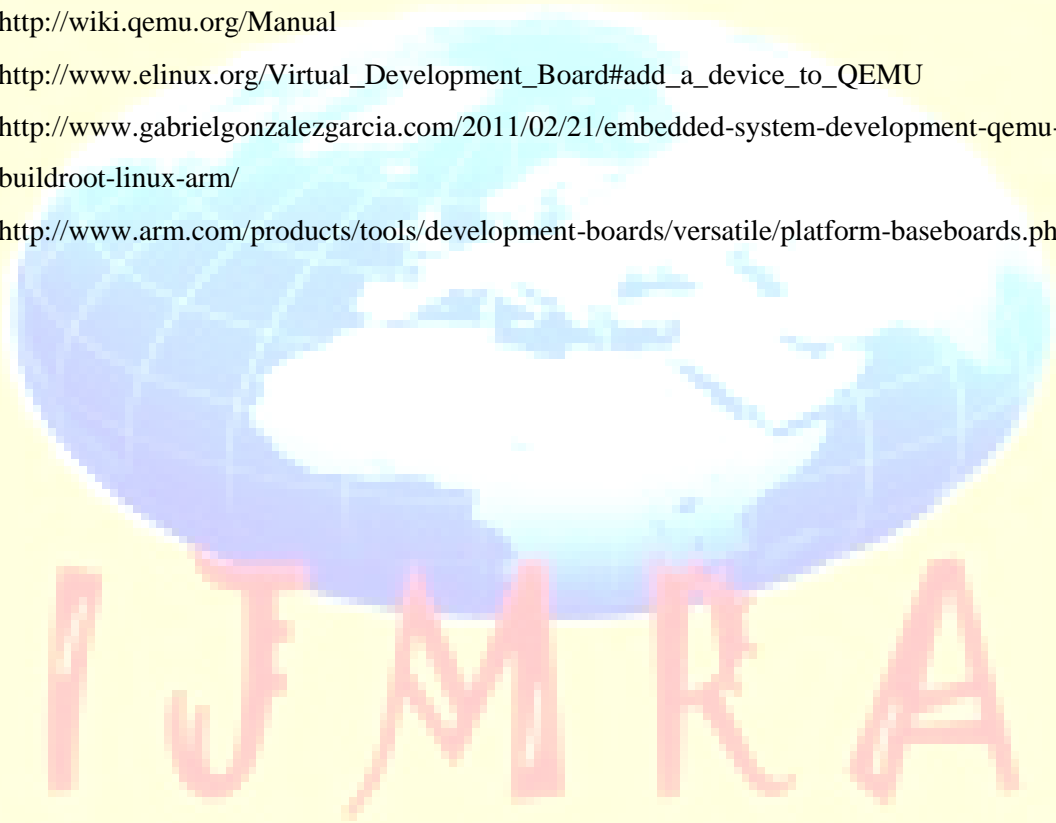 http://wiki.qemu.org/Manual
http://www.elinux.org/Virtual_Development_Board#add_a_device_to_QEMU
http://www.gabrielgonzalezgarcia.com/2011/02/21/embedded-system-development-qemu-
buildroot-linux-arm/
http://www.arm.com/products/tools/development-boards/versatile/platform-baseboards.ph
IJMRA